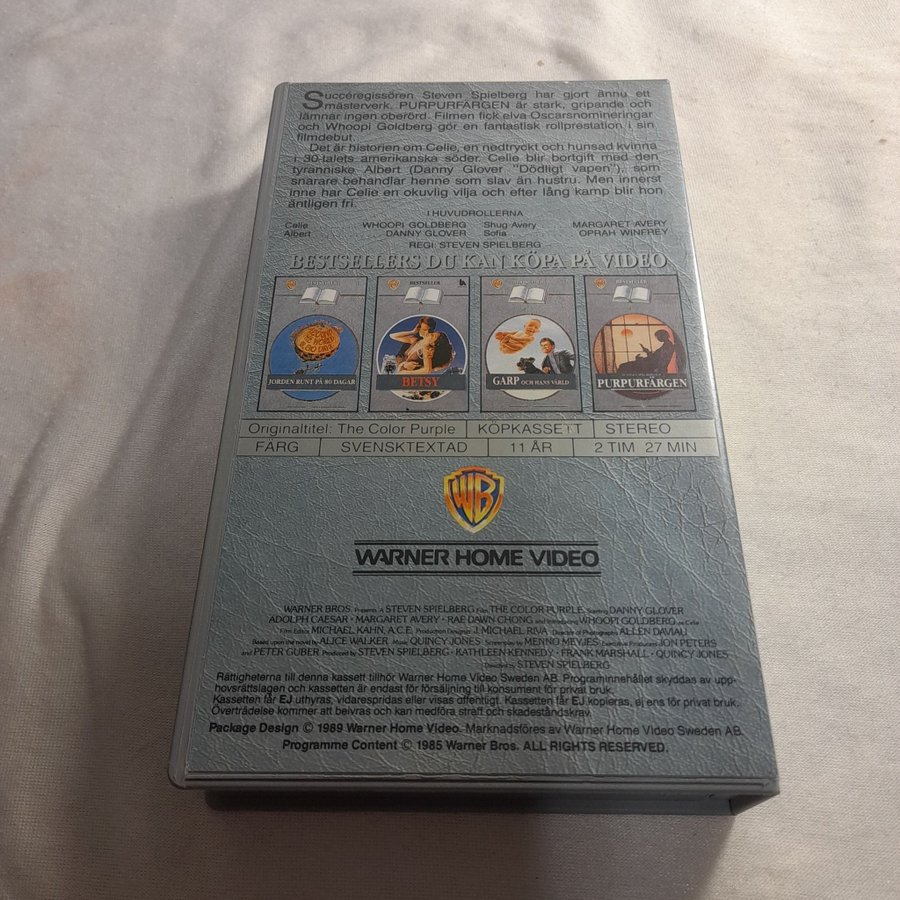 Succeregissören Steven Spielberg har gjort ännu ett
mästerverk. PURPURFÄRGEN är stark, gripande och
lämnar ingen oberörd. Filmen fick elva Oscarsnomineringar
och Whoopi Goldberg gör en fantastisk rollprestation i sin
filmdebut.
Det är historien om Celie, en nedtryckt och hunsad kvinna
i 30-talets amerikanska söder. Celie blir bortgift med den
tyranniske Albert (Danny Glover "Dödligt vapen"), som
snarare behandlar henne som slav än hustru. Men innerst
inne har Celie en okuvlig vilja och efter lång kamp blir hon
äntligen fri.
I HUVUDROLLERNA
Celie WHOOPI GOLDBERG Shug Avery MARGARET AVERY
Albert DANNY GLOVER Sofia OPRAH WINFREY
REGI: STEVEN SPIELBERG
BESTSELLERS DU KAN KÖPA PÅ VIDEO
BESTSELLER
JORDEN RUNT PÅ 80 DAGAR BETSY GARP OCH HANS VÄRLD PURPURFÄRGEN
Originaltitel: The Color Purple KÖPKASSETT STEREO
FÄRG SVENSKTEXTAD 11 ÅR 2 TIM 27 MIN
WB
WARNER HOME VIDEO
WARNER BROS. Presents A STEVEN SPIELBERG Film THE COLOR PURPLE Starring DANNY GLOVER
ADOLPH CAESAR · MARGARET AVERY · RAE DAWN CHONG and Introducing WHOOPI GOLDBERG as Celie
Film Editor MICHAEL KAHN, A.C.E. Production Designer J. MICHAEL RIVA Director of Photography ALLEN DAVIAU
Based upon the novel by ALICE WALKER Music QUINCY JONES Screenplay by MENNO MEYJES Executive Producers JON PETERS
and PETER GUBER Produced by STEVEN SPIELBERG · KATHLEEN KENNEDY · FRANK MARSHALL · QUINCY JONES
Directed by STEVEN SPIELBERG
Rättigheterna till denna kassett tillhör Warner Home Video Sweden AB. Programinnehållet skyddas av upp-
hovsrättslagen och kassetten är endast för försäljning till konsument för privat bruk.
Kassetten får EJ uthyras, vidarespridas eller visas offentligt. Kassetten får EJ kopieras, ej ens för privat bruk.
Överträdelse kommer att beivras och kan medföra straff och skadeståndskrav.
Package Design © 1989 Warner Home Video. Marknadsföres av Warner Home Video Sweden AB.
Programme Content © 1985 Warner Bros. ALL RIGHTS RESERVED.